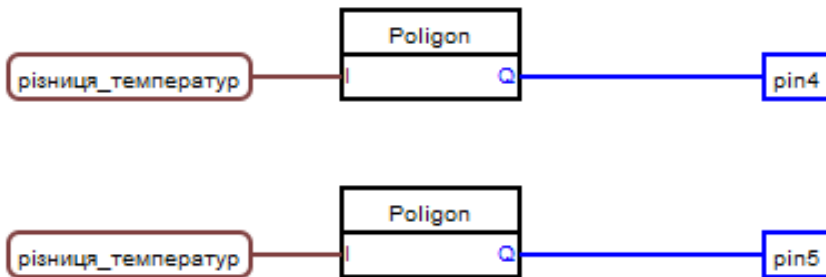 Poligon
різниця_температур I Q pin4
Poligon
різниця_температур I Q pin5